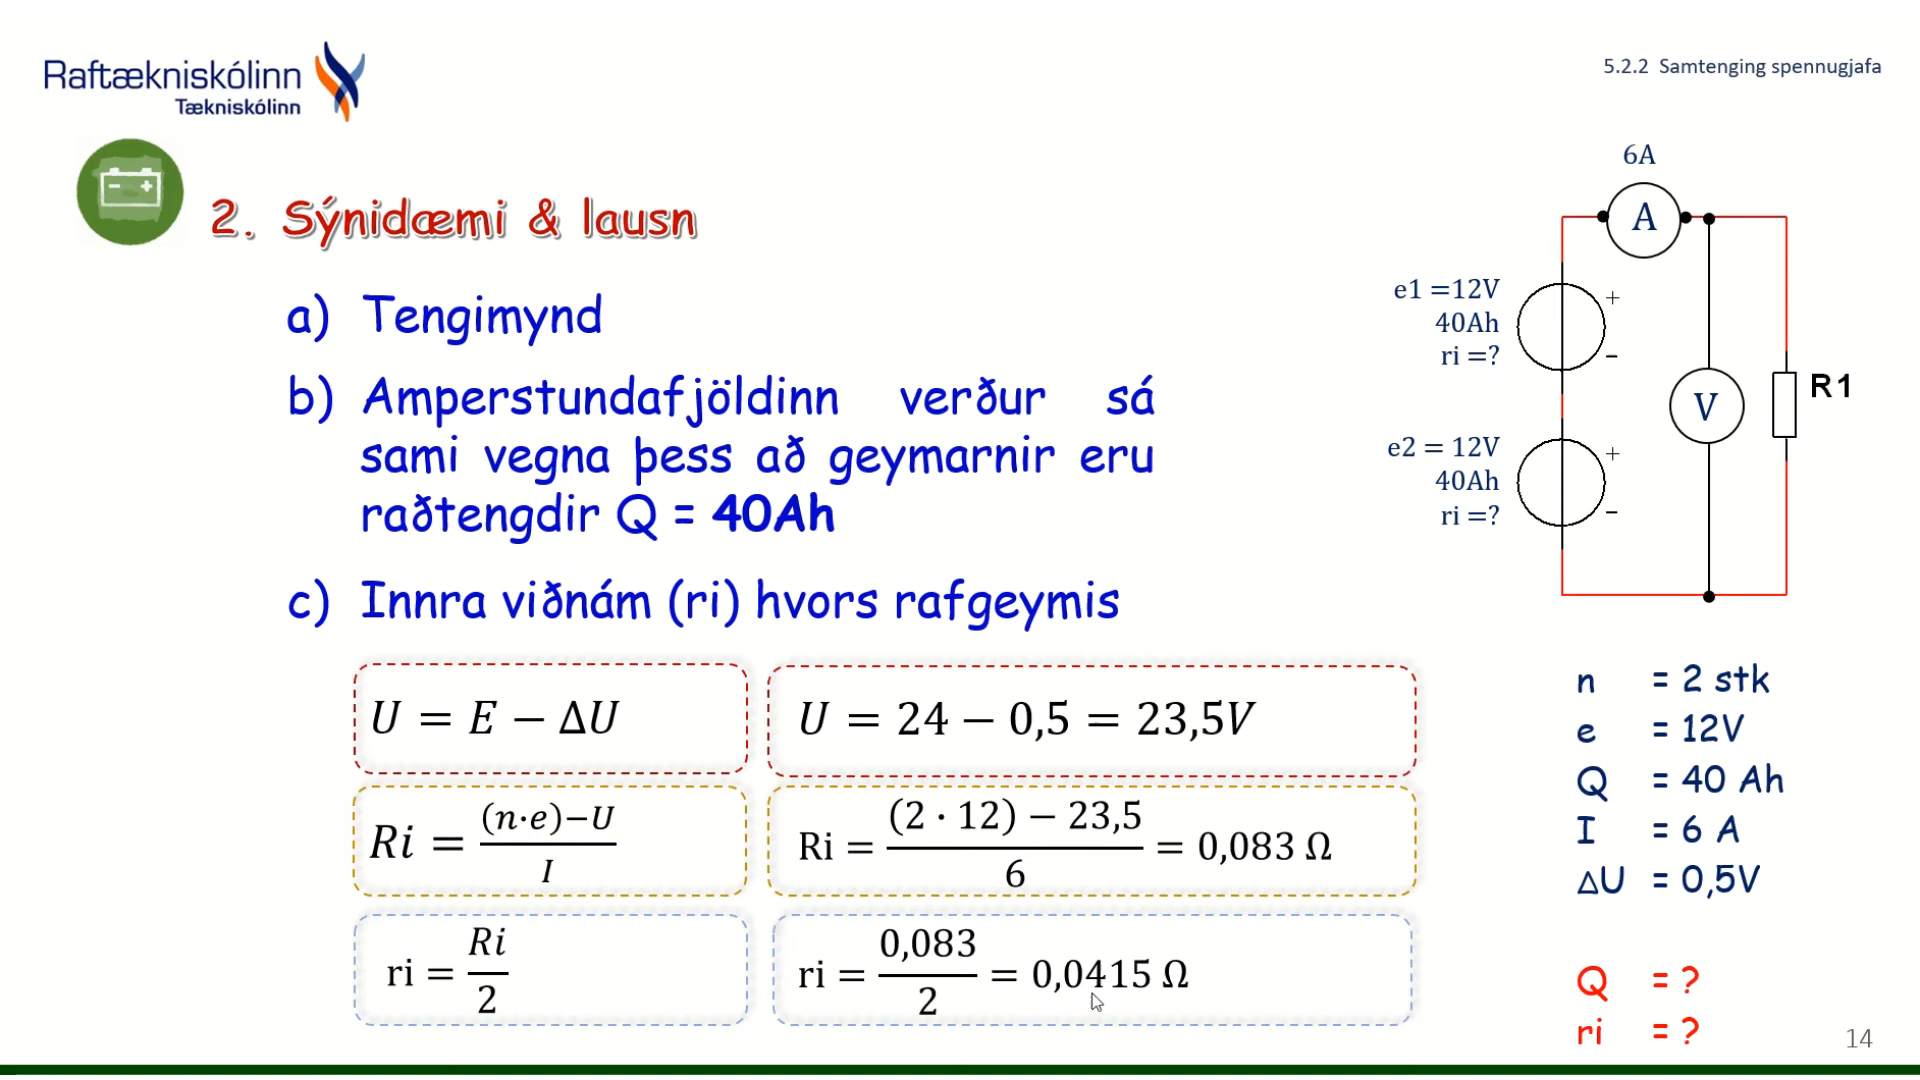 Raftækniskólinn
Tækniskólinn
5.2.2 Samtenging spennugjafa
2. Sýnidæmi & lausn
a) Tengimynd
b) Amperstundafjöldinn verður sá
sami vegna þess að geymarnir eru
raðtengdir Q = 40Ah
c) Innra viðnám (ri) hvors rafgeymis
U = E − ΔU
U = 24 − 0,5 = 23,5V
Ri = (n·e)−U / I
Ri = (2 · 12) − 23,5 / 6 = 0,083 Ω
ri = Ri / 2
ri = 0,083 / 2 = 0,0415 Ω
6A
A
e1 =12V
40Ah
ri =?
+
-
V
R1
e2 = 12V
40Ah
ri =?
+
-
n = 2 stk
e = 12V
Q = 40 Ah
I = 6 A
ΔU = 0,5V
Q = ?
ri = ?
14